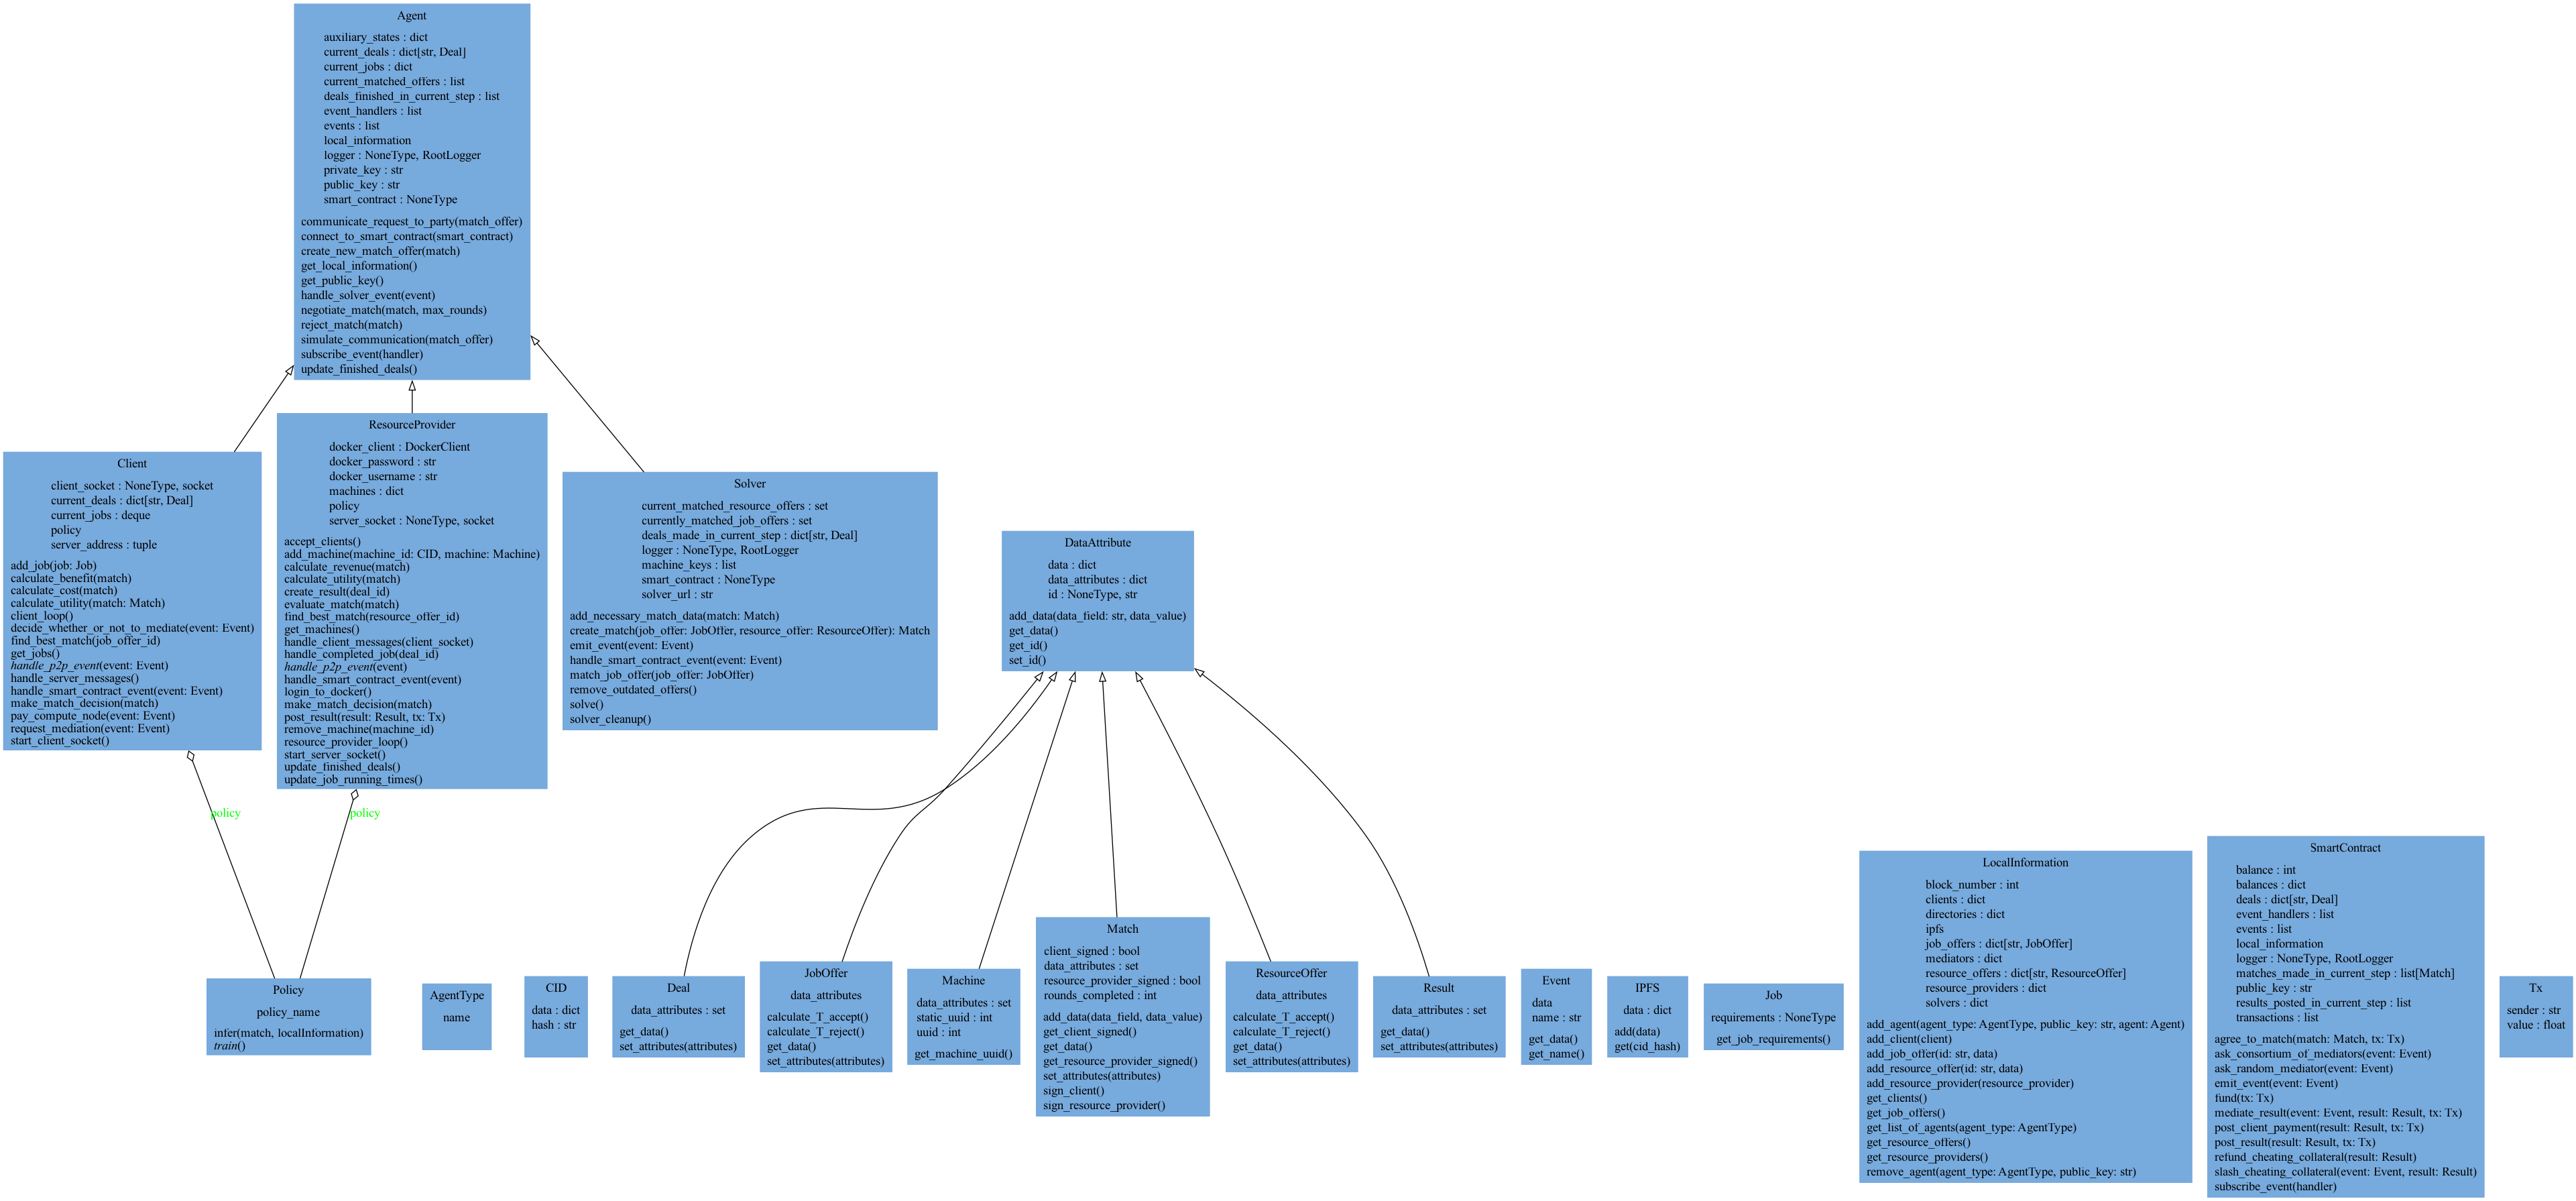 Agent
auxiliary_states : dict
current_deals : dict[str, Deal]
current_jobs : dict
current_matched_offers : list
deals_finished_in_current_step : list
event_handlers : list
events : list
local_information
logger : NoneType, RootLogger
private_key : str
public_key : str
smart_contract : NoneType
communicate_request_to_party(match_offer)
connect_to_smart_contract(smart_contract)
create_new_match_offer(match)
get_local_information()
get_public_key()
handle_solver_event(event)
negotiate_match(match, max_rounds)
reject_match(match)
simulate_communication(match_offer)
subscribe_event(handler)
update_finished_deals()
Client
client_socket : NoneType, socket
current_deals : dict[str, Deal]
current_jobs : deque
policy
server_address : tuple
add_job(job: Job)
calculate_benefit(match)
calculate_cost(match)
calculate_utility(match: Match)
client_loop()
decide_whether_or_not_to_mediate(event: Event)
find_best_match(job_offer_id)
get_jobs()
handle_p2p_event(event: Event)
handle_server_messages()
handle_smart_contract_event(event: Event)
make_match_decision(match)
pay_compute_node(event: Event)
request_mediation(event: Event)
start_client_socket()
ResourceProvider
docker_client : DockerClient
docker_password : str
docker_username : str
machines : dict
policy
server_socket : NoneType, socket
accept_clients()
add_machine(machine_id: CID, machine: Machine)
calculate_revenue(match)
calculate_utility(match)
create_result(deal_id)
evaluate_match(match)
find_best_match(resource_offer_id)
get_machines()
handle_client_messages(client_socket)
handle_completed_job(deal_id)
handle_p2p_event(event)
handle_smart_contract_event(event)
login_to_docker()
make_match_decision(match)
post_result(result: Result, tx: Tx)
remove_machine(machine_id)
resource_provider_loop()
start_server_socket()
update_finished_deals()
update_job_running_times()
Solver
current_matched_resource_offers : set
currently_matched_job_offers : set
deals_made_in_current_step : dict[str, Deal]
logger : NoneType, RootLogger
machine_keys : list
smart_contract : NoneType
solver_url : str
add_necessary_match_data(match: Match)
create_match(job_offer: JobOffer, resource_offer: ResourceOffer): Match
emit_event(event: Event)
handle_smart_contract_event(event: Event)
match_job_offer(job_offer: JobOffer)
remove_outdated_offers()
solve()
solver_cleanup()
DataAttribute
data : dict
data_attributes : dict
id : NoneType, str
add_data(data_field: str, data_value)
get_data()
get_id()
set_id()
policy
policy
Policy
policy_name
infer(match, localInformation)
train()
AgentType
name
CID
data : dict
hash : str
Deal
data_attributes : set
get_data()
set_attributes(attributes)
JobOffer
data_attributes
calculate_T_accept()
calculate_T_reject()
get_data()
set_attributes(attributes)
Machine
data_attributes : set
static_uuid : int
uuid : int
get_machine_uuid()
Match
client_signed : bool
data_attributes : set
resource_provider_signed : bool
rounds_completed : int
add_data(data_field, data_value)
get_client_signed()
get_data()
get_resource_provider_signed()
set_attributes(attributes)
sign_client()
sign_resource_provider()
ResourceOffer
data_attributes
calculate_T_accept()
calculate_T_reject()
get_data()
set_attributes(attributes)
Result
data_attributes : set
get_data()
set_attributes(attributes)
Event
data
name : str
get_data()
get_name()
IPFS
data : dict
add(data)
get(cid_hash)
Job
requirements : NoneType
get_job_requirements()
LocalInformation
block_number : int
clients : dict
directories : dict
ipfs
job_offers : dict[str, JobOffer]
mediators : dict
resource_offers : dict[str, ResourceOffer]
resource_providers : dict
solvers : dict
add_agent(agent_type: AgentType, public_key: str, agent: Agent)
add_client(client)
add_job_offer(id: str, data)
add_resource_offer(id: str, data)
add_resource_provider(resource_provider)
get_clients()
get_job_offers()
get_list_of_agents(agent_type: AgentType)
get_resource_offers()
get_resource_providers()
remove_agent(agent_type: AgentType, public_key: str)
SmartContract
balance : int
balances : dict
deals : dict[str, Deal]
event_handlers : list
events : list
local_information
logger : NoneType, RootLogger
matches_made_in_current_step : list[Match]
public_key : str
results_posted_in_current_step : list
transactions : list
agree_to_match(match: Match, tx: Tx)
ask_consortium_of_mediators(event: Event)
ask_random_mediator(event: Event)
emit_event(event: Event)
fund(tx: Tx)
mediate_result(event: Event, result: Result, tx: Tx)
post_client_payment(result: Result, tx: Tx)
post_result(result: Result, tx: Tx)
refund_cheating_collateral(result: Result)
slash_cheating_collateral(event: Event, result: Result)
subscribe_event(handler)
Tx
sender : str
value : float